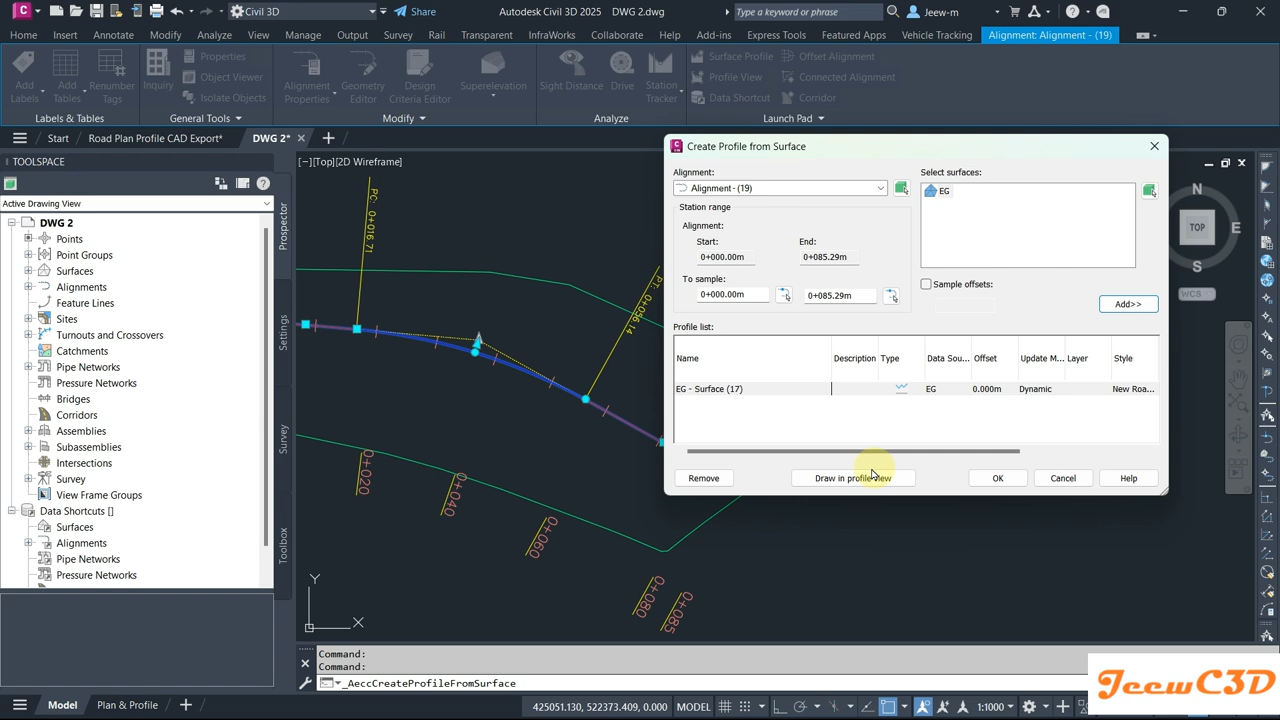 Civil 3D
Share
Autodesk Civil 3D 2025 DWG 2.dwg
Type a keyword or phrase
Jeew-m
Home Insert Annotate Modify Analyze View Manage Output Survey Rail Transparent InfraWorks Collaborate Help Add-ins Express Tools Featured Apps Vehicle Tracking Alignment: Alignment - (19)
Add Labels
Add Tables
Renumber Tags
Inquiry
Properties
Object Viewer
Isolate Objects
Alignment Properties
Geometry Editor
Design Criteria Editor
Superelevation
Sight Distance
Drive
Station Tracker
Surface Profile
Profile View
Data Shortcut
Offset Alignment
Connected Alignment
Corridor
Labels & Tables
General Tools
Modify
Analyze
Launch Pad
Start
Road Plan Profile CAD Export*
DWG 2*
TOOLSPACE
[−][Top][2D Wireframe]
Active Drawing View
DWG 2
Points
Point Groups
Surfaces
Alignments
Feature Lines
Sites
Turnouts and Crossovers
Catchments
Pipe Networks
Pressure Networks
Bridges
Corridors
Assemblies
Subassemblies
Intersections
Survey
View Frame Groups
Data Shortcuts []
Surfaces
Alignments
Pipe Networks
Pressure Networks
Prospector
Settings
Survey
Toolbox
PC: 0+016.71
PT: 0+056.14
0+020
0+040
0+060
0+080
0+085
Y
X
Create Profile from Surface
Alignment:
Alignment - (19)
Station range
Alignment:
Start:
End:
0+000.00m
0+085.29m
To sample:
0+000.00m
0+085.29m
Select surfaces:
EG
Sample offsets:
Add>>
Profile list:
Name Description Type Data Sou... Offset Update M... Layer Style
EG - Surface (17) EG 0.000m Dynamic New Roa...
Remove
Draw in profile view
OK
Cancel
Help
N
W
TOP
E
S
WCS
Command:
Command:
_AeccCreateProfileFromSurface
Model
Plan & Profile
425051.130, 522373.409, 0.000
MODEL
1:1000
JeewC3D